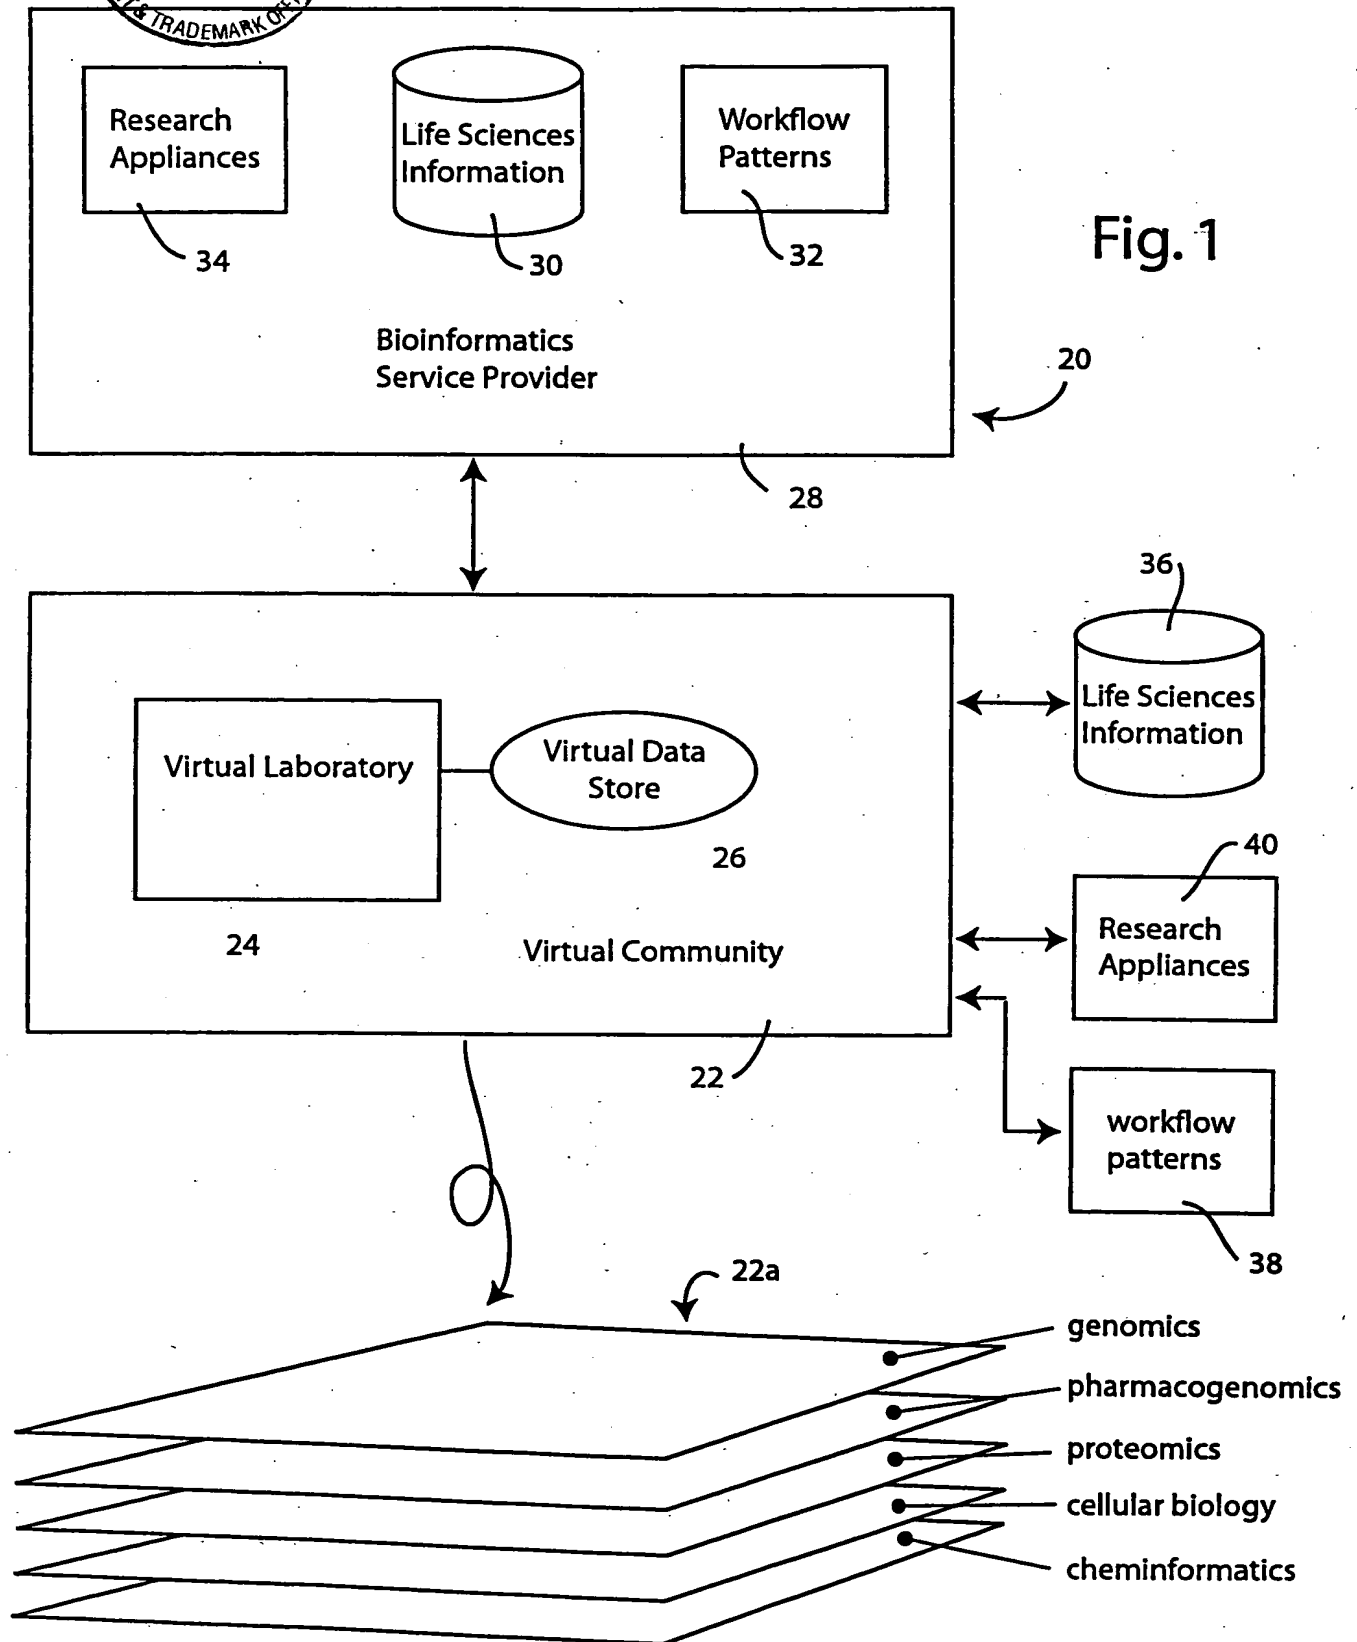 & TRADEMARK OFF
Research
Appliances
34
Life Sciences
Information
30
Workflow
Patterns
32
Fig. 1
Bioinformatics
Service Provider
20
28
36
Life Sciences
Information
Virtual Laboratory
Virtual Data
Store
26
24
Virtual Community
40
Research
Appliances
22
workflow
patterns
38
22a
genomics
pharmacogenomics
proteomics
cellular biology
cheminformatics